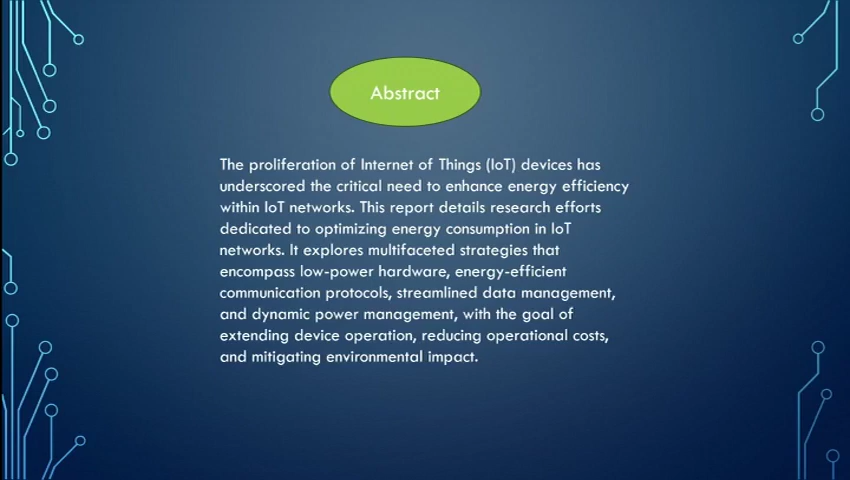 Abstract
The proliferation of Internet of Things (IoT) devices has
underscored the critical need to enhance energy efficiency
within IoT networks. This report details research efforts
dedicated to optimizing energy consumption in IoT
networks. It explores multifaceted strategies that
encompass low-power hardware, energy-efficient
communication protocols, streamlined data management,
and dynamic power management, with the goal of
extending device operation, reducing operational costs,
and mitigating environmental impact.